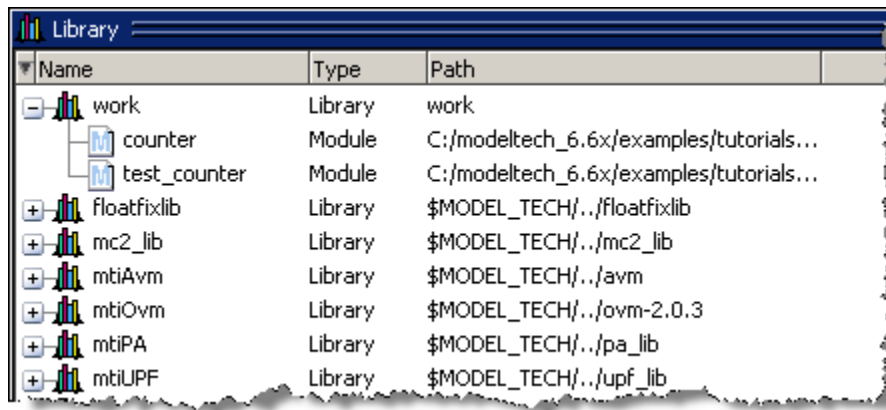 Library
Name Type Path
work Library work
counter Module C:/modeltech_6.6x/examples/tutorials...
test_counter Module C:/modeltech_6.6x/examples/tutorials...
floatfixlib Library $MODEL_TECH/../floatfixlib
mc2_lib Library $MODEL_TECH/../mc2_lib
mtiAvm Library $MODEL_TECH/../avm
mtiOvm Library $MODEL_TECH/../ovm-2.0.3
mtiPA Library $MODEL_TECH/../pa_lib
mtiUPF Library $MODEL_TECH/../upf_lib